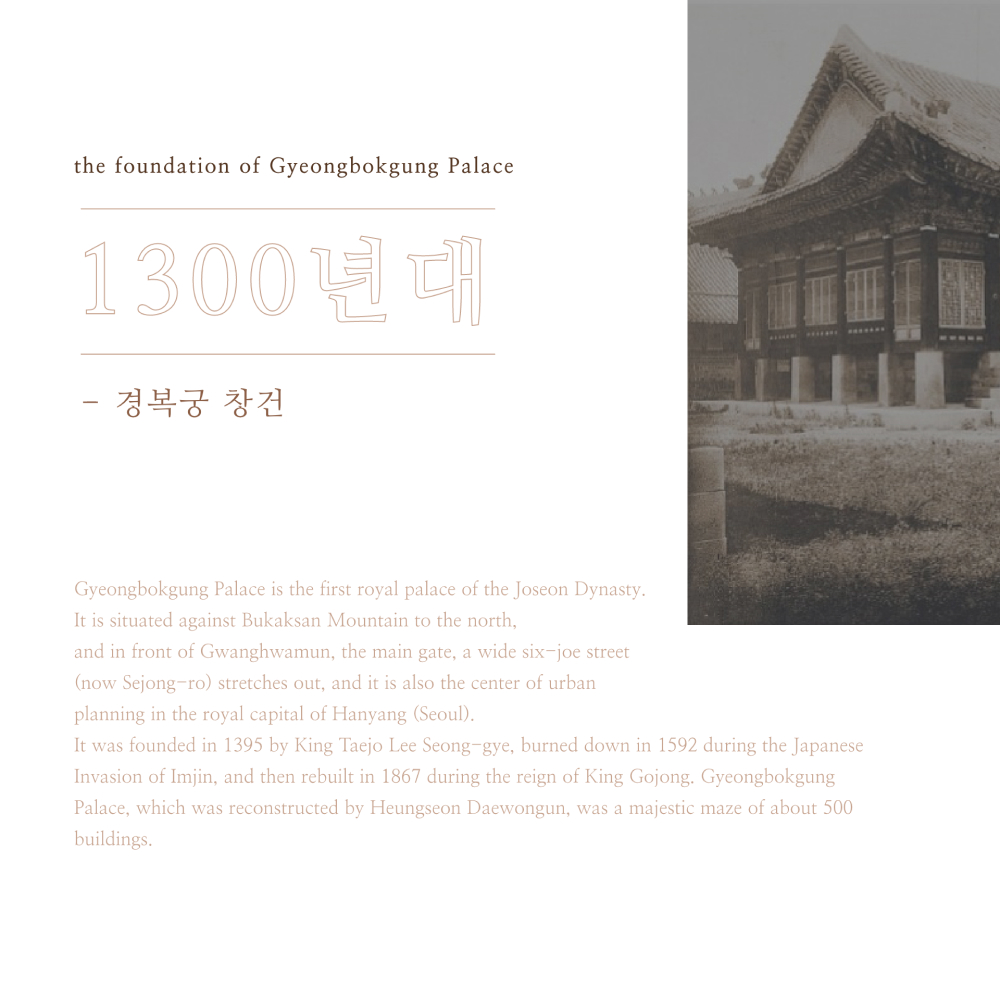 the foundation of Gyeongbokgung Palace
1300년대
- 경복궁 창건
Gyeongbokgung Palace is the first royal palace of the Joseon Dynasty.
It is situated against Bukaksan Mountain to the north,
and in front of Gwanghwamun, the main gate, a wide six-joe street
(now Sejong-ro) stretches out, and it is also the center of urban
planning in the royal capital of Hanyang (Seoul).
It was founded in 1395 by King Taejo Lee Seong-gye, burned down in 1592 during the Japanese
Invasion of Imjin, and then rebuilt in 1867 during the reign of King Gojong. Gyeongbokgung
Palace, which was reconstructed by Heungseon Daewongun, was a majestic maze of about 500
buildings.